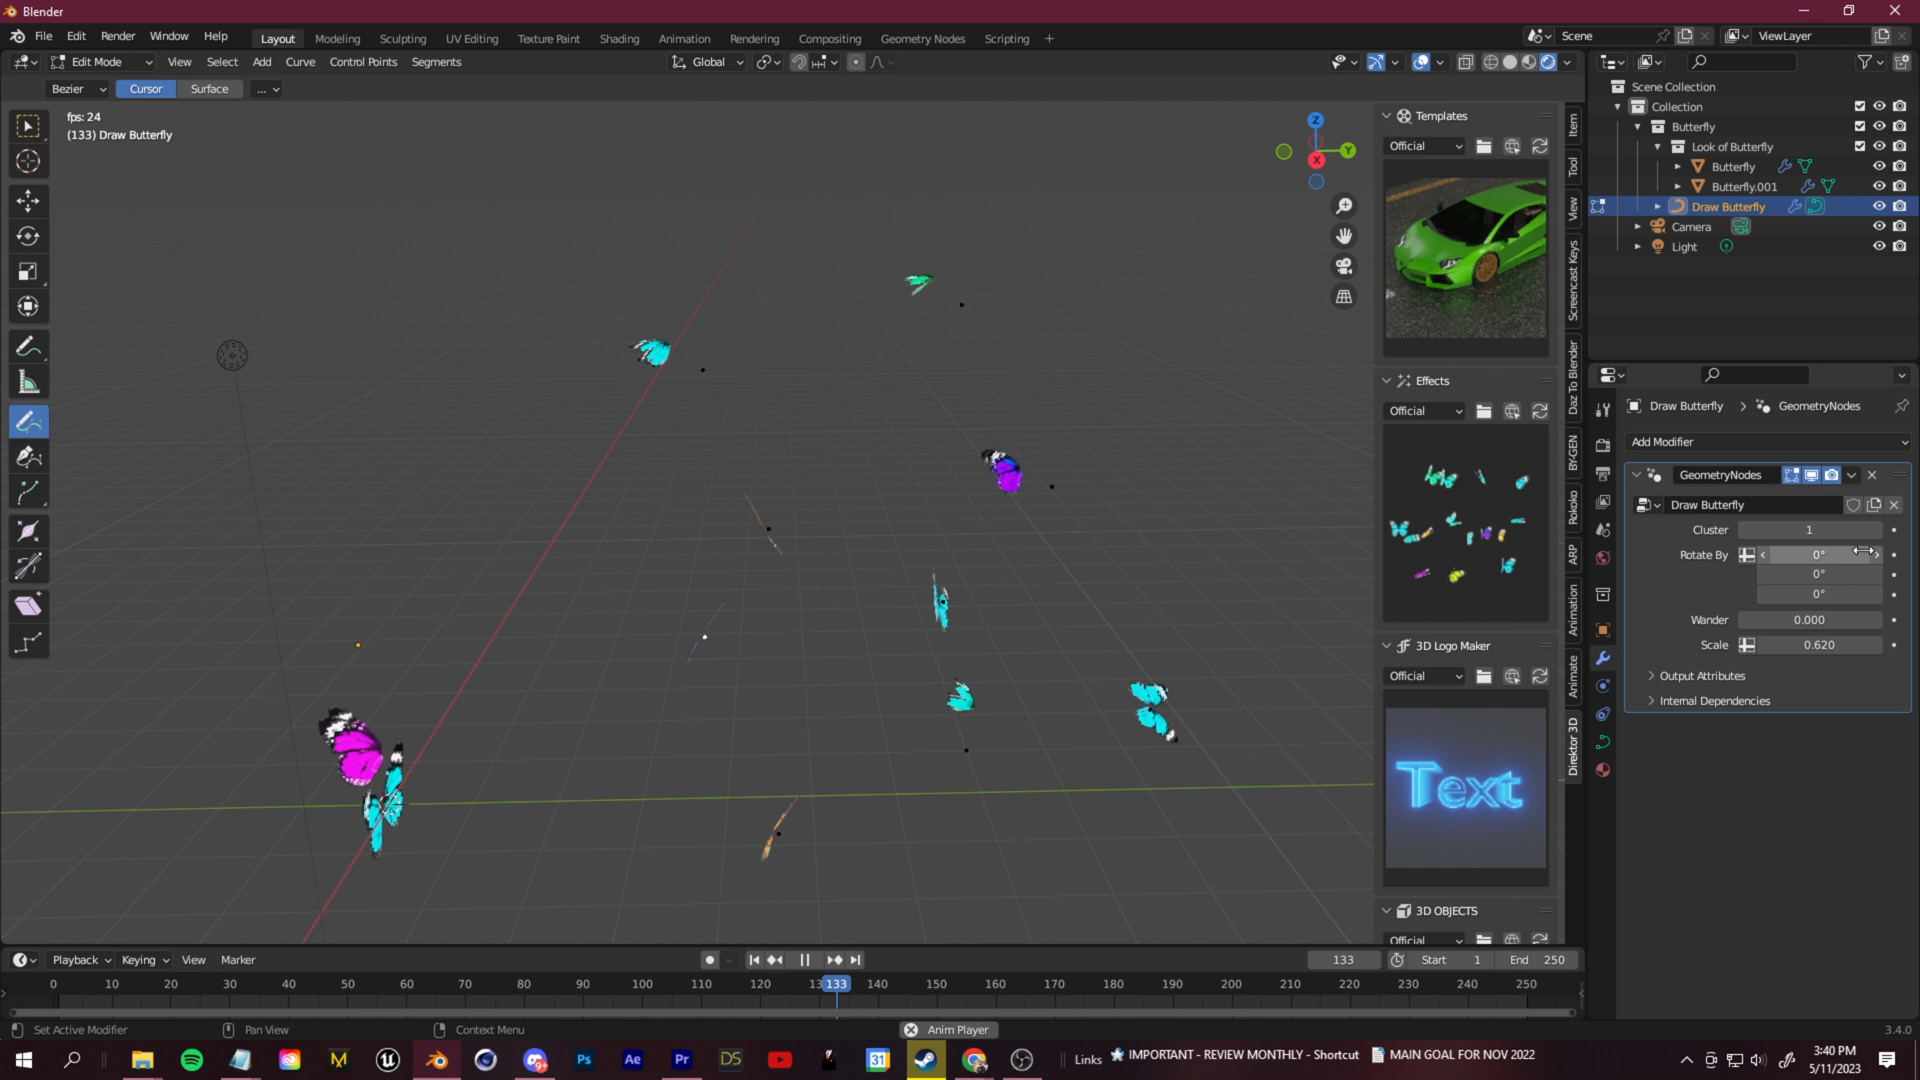 Blender
File Edit Render Window Help Layout Modeling Sculpting UV Editing Texture Paint Shading Animation Rendering Compositing Geometry Nodes Scripting + Scene ViewLayer
Edit Mode View Select Add Curve Control Points Segments Global
Bezier Cursor Surface ...
fps: 24
(133) Draw Butterfly
Z
Y
X
Templates
Official
Effects
Official
3D Logo Maker
Official
Text
3D OBJECTS
Official
Item
Tool
View
Screencast Keys
Daz To Blender
BY-GEN
Rokoko
ARP
Animation
Animate
Direktor 3D
Scene Collection
Collection
Butterfly
Look of Butterfly
Butterfly
Butterfly.001
Draw Butterfly
Camera
Light
Draw Butterfly > GeometryNodes
Add Modifier
GeometryNodes
Draw Butterfly
Cluster 1
Rotate By 0°
0°
0°
Wander 0.000
Scale 0.620
Output Attributes
Internal Dependencies
Playback Keying View Marker 133 Start 1 End 250
0 10 20 30 40 50 60 70 80 90 100 110 120 13 133 140 150 160 170 180 190 200 210 220 230 240 250
Set Active Modifier Pan View Context Menu Anim Player 3.4.0
Ps Ae Pr DS 31 9+ M Links IMPORTANT - REVIEW MONTHLY - Shortcut MAIN GOAL FOR NOV 2022
3:40 PM
5/11/2023